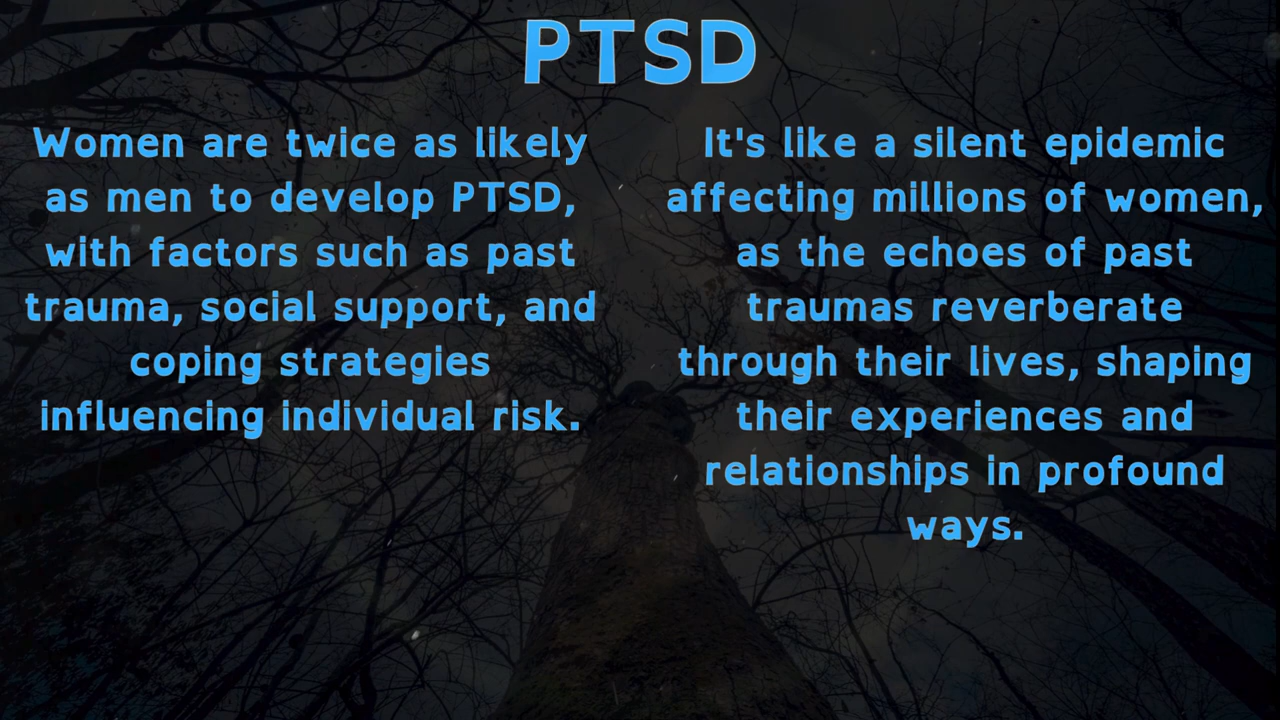 PTSD
Women are twice as likely
as men to develop PTSD,
with factors such as past
trauma, social support, and
coping strategies
influencing individual risk.
It's like a silent epidemic
affecting millions of women,
as the echoes of past
traumas reverberate
through their lives, shaping
their experiences and
relationships in profound
ways.